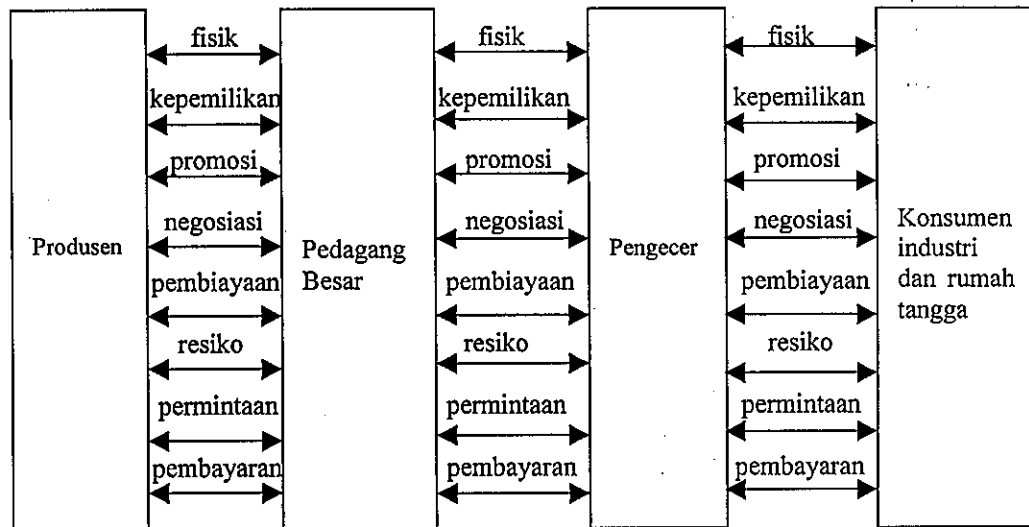 fisik fisik fisik
kepemilikan kepemilikan kepemilikan
promosi promosi promosi
negosiasi negosiasi negosiasi
Produsen
Pedagang
Besar
Pengecer
Konsumen
industri
dan rumah
tangga
pembiayaan pembiayaan pembiayaan
resiko resiko resiko
permintaan permintaan permintaan
pembayaran pembayaran pembayaran